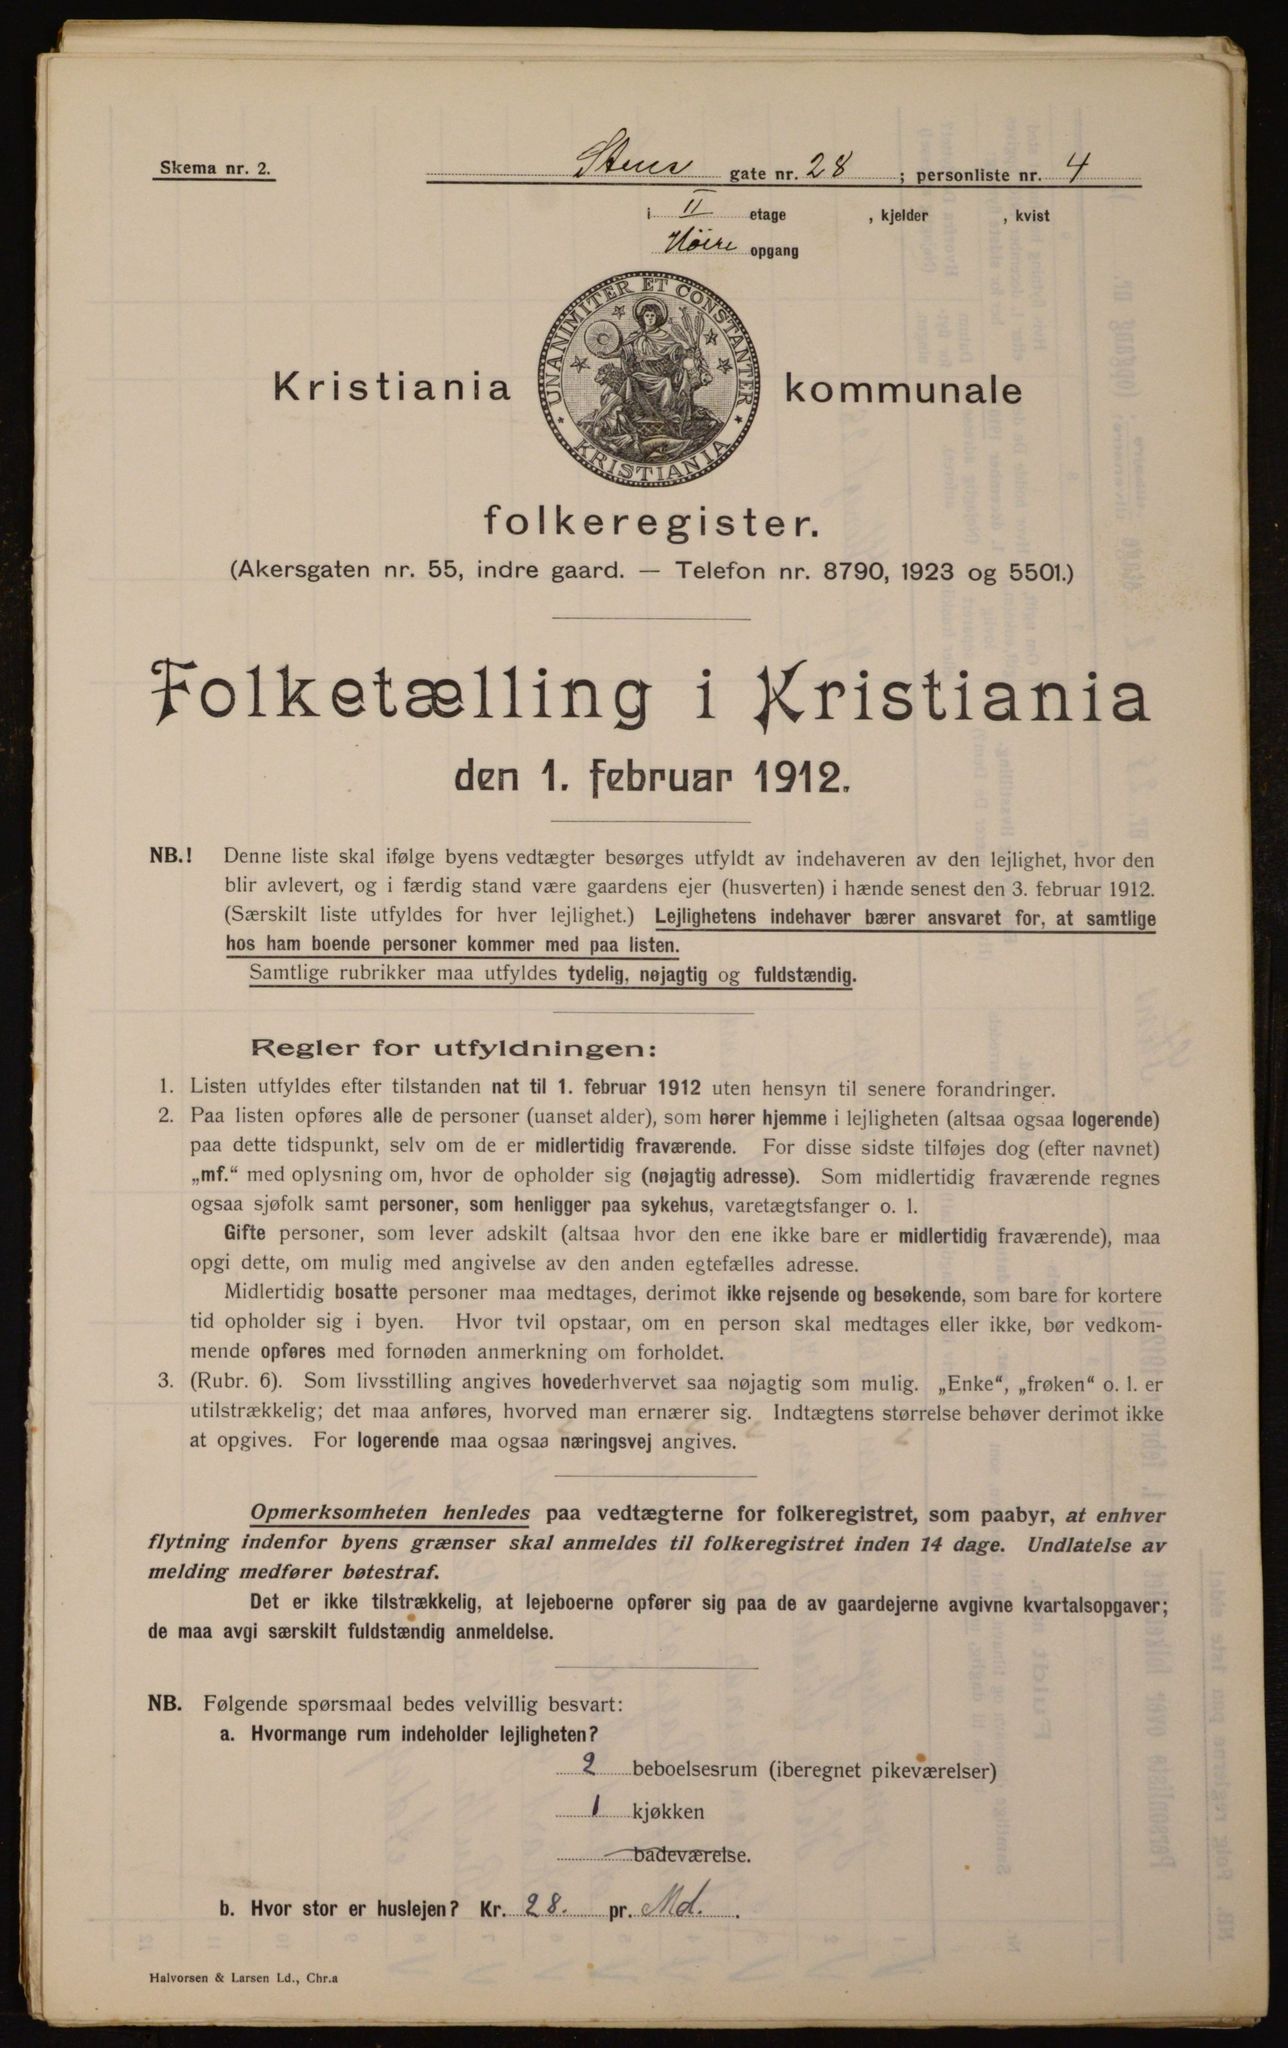 Skema nr. 2.
Stens gate nr. 28 ; personliste nr. 4
i II etage , kjelder , kvist
Høire opgang
UNANIMITER ET CONSTANTER
KRISTIANIA
Kristiania kommunale
folkeregister.
(Akersgaten nr. 55, indre gaard. — Telefon nr. 8790, 1923 og 5501.)
Folketælling i Kristiania
den 1. februar 1912.
NB.! Denne liste skal ifølge byens vedtægter besørges utfyldt av indehaveren av den lejlighet, hvor den
blir avlevert, og i færdig stand være gaardens ejer (husverten) i hænde senest den 3. februar 1912.
(Særskilt liste utfyldes for hver lejlighet.) Lejlighetens indehaver bærer ansvaret for, at samtlige
hos ham boende personer kommer med paa listen.
Samtlige rubrikker maa utfyldes tydelig, nøjagtig og fuldstændig.
Regler for utfyldningen:
1. Listen utfyldes efter tilstanden nat til 1. februar 1912 uten hensyn til senere forandringer.
2. Paa listen opføres alle de personer (uanset alder), som hører hjemme i lejligheten (altsaa ogsaa logerende)
paa dette tidspunkt, selv om de er midlertidig fraværende. For disse sidste tilføjes dog (efter navnet)
„mf.“ med oplysning om, hvor de opholder sig (nøjagtig adresse). Som midlertidig fraværende regnes
ogsaa sjøfolk samt personer, som henligger paa sykehus, varetægtsfanger o. l.
Gifte personer, som lever adskilt (altsaa hvor den ene ikke bare er midlertidig fraværende), maa
opgi dette, om mulig med angivelse av den anden egtefælles adresse.
Midlertidig bosatte personer maa medtages, derimot ikke rejsende og besøkende, som bare for kortere
tid opholder sig i byen. Hvor tvil opstaar, om en person skal medtages eller ikke, bør vedkom-
mende opføres med fornøden anmerkning om forholdet.
3. (Rubr. 6). Som livsstilling angives hovederhvervet saa nøjagtig som mulig. „Enke“, „frøken“ o. l. er
utilstrækkelig; det maa anføres, hvorved man ernærer sig. Indtægtens størrelse behøver derimot ikke
at opgives. For logerende maa ogsaa næringsvej angives.
Opmerksomheten henledes paa vedtægterne for folkeregistret, som paabyr, at enhver
flytning indenfor byens grænser skal anmeldes til folkeregistret inden 14 dage. Undlatelse av
melding medfører bøtestraf.
Det er ikke tilstrækkelig, at lejeboerne opfører sig paa de av gaardejerne avgivne kvartalsopgaver;
de maa avgi særskilt fuldstændig anmeldelse.
NB. Følgende spørsmaal bedes velvillig besvart:
a. Hvormange rum indeholder lejligheten?
2 beboelsesrum (iberegnet pikeværelser)
1 kjøkken
badeværelse.
b. Hvor stor er huslejen? Kr. 28. pr. Md.
Halvorsen & Larsen Ld., Chr.a